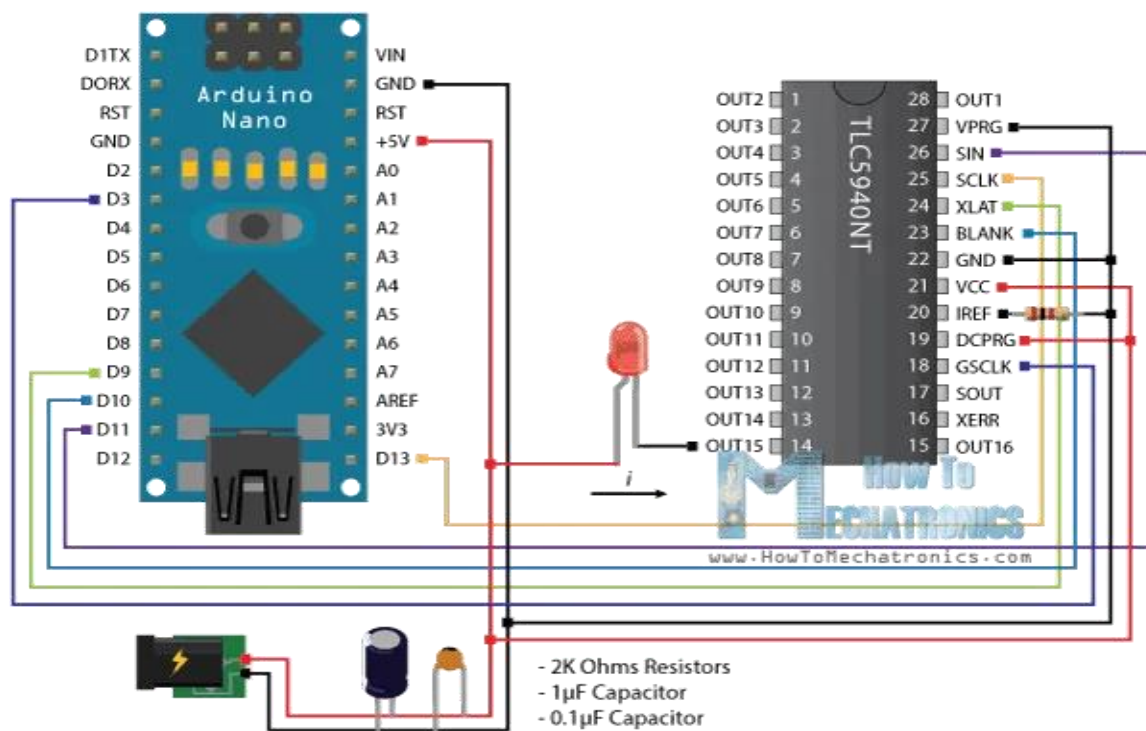 D1TX
DORX
RST
GND
D2
D3
D4
D5
D6
D7
D8
D9
D10
D11
D12
Arduino
Nano
VIN
GND
RST
+5V
A0
A1
A2
A3
A4
A5
A6
A7
AREF
3V3
D13
OUT2 1
OUT3 2
OUT4 3
OUT5 4
OUT6 5
OUT7 6
OUT8 7
OUT9 8
OUT10 9
OUT11 10
OUT12 11
OUT13 12
OUT14 13
OUT15 14
TLC5940NT
28 OUT1
27 VPRG
26 SIN
25 SCLK
24 XLAT
23 BLANK
22 GND
21 VCC
20 IREF
19 DCPRG
18 GSCLK
17 SOUT
16 XERR
15 OUT16
i
How To
Mechatronics
www.HowToMechatronics.com
- 2K Ohms Resistors
- 1µF Capacitor
- 0.1µF Capacitor